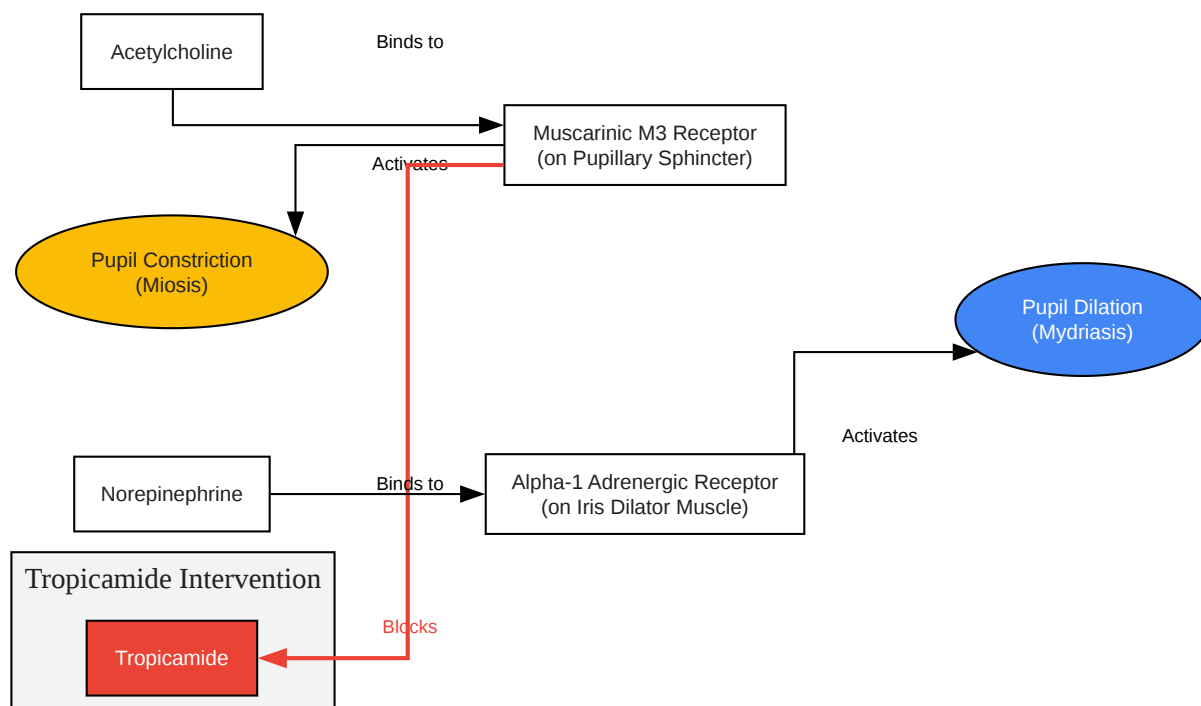 Acetylcholine
Binds to
Muscarinic M3 Receptor
(on Pupillary Sphincter)
Activates
Pupil Constriction
(Miosis)
Pupil Dilation
(Mydriasis)
Activates
Norepinephrine
Binds to
Alpha-1 Adrenergic Receptor
(on Iris Dilator Muscle)
Tropicamide Intervention
Blocks
Tropicamide